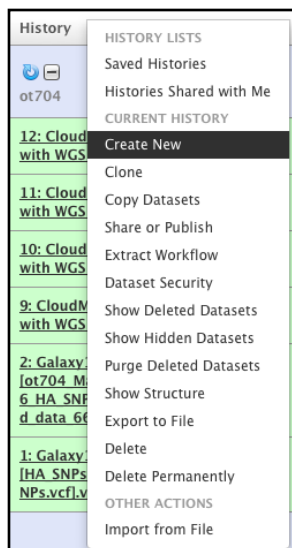 History
HISTORY LISTS
Saved Histories
Histories Shared with Me
CURRENT HISTORY
Create New
Clone
Copy Datasets
Share or Publish
Extract Workflow
Dataset Security
Show Deleted Datasets
Show Hidden Datasets
Purge Deleted Datasets
Show Structure
Export to File
Delete
Delete Permanently
OTHER ACTIONS
Import from File
ot704
12: Cloud
with WGS
11: Cloud
with WGS
10: Cloud
with WGS
9: CloudM
with WGS
2: Galaxy1
[ot704_Ma
6_HA_SNP
d_data_66
1: Galaxy
[HA_SNPs
NPs.vcf].v